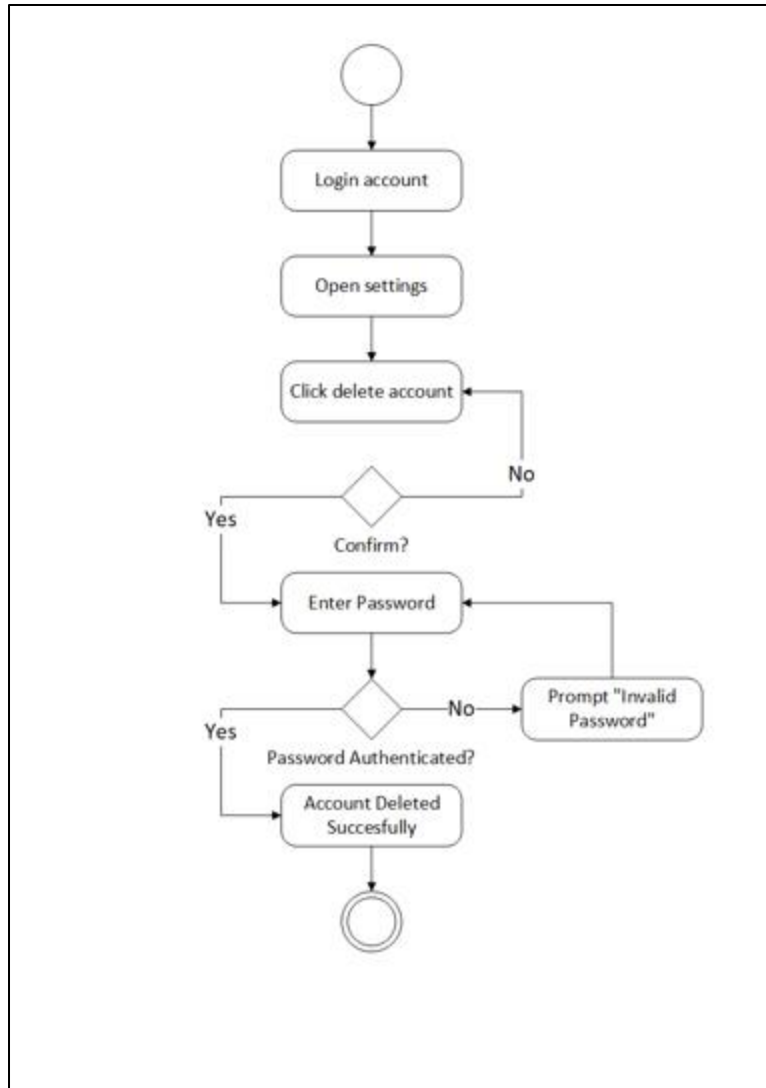 Login account
Open settings
Click delete account
No
Yes
Confirm?
Enter Password
No
Prompt "Invalid
Password"
Yes
Password Authenticated?
Account Deleted
Succesfully